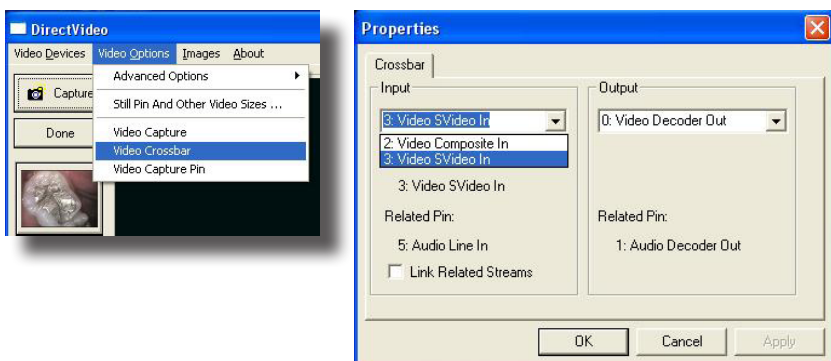 DirectVideo
Video Devices Video Options Images About
Advanced Options
Capture
Still Pin And Other Video Sizes ...
Done
Video Capture
Video Crossbar
Video Capture Pin
Properties
Crossbar
Input
3: Video SVideo In
2: Video Composite In
3: Video SVideo In
3: Video SVideo In
Related Pin:
5: Audio Line In
Link Related Streams
Output
0: Video Decoder Out
Related Pin:
1: Audio Decoder Out
OK Cancel Apply